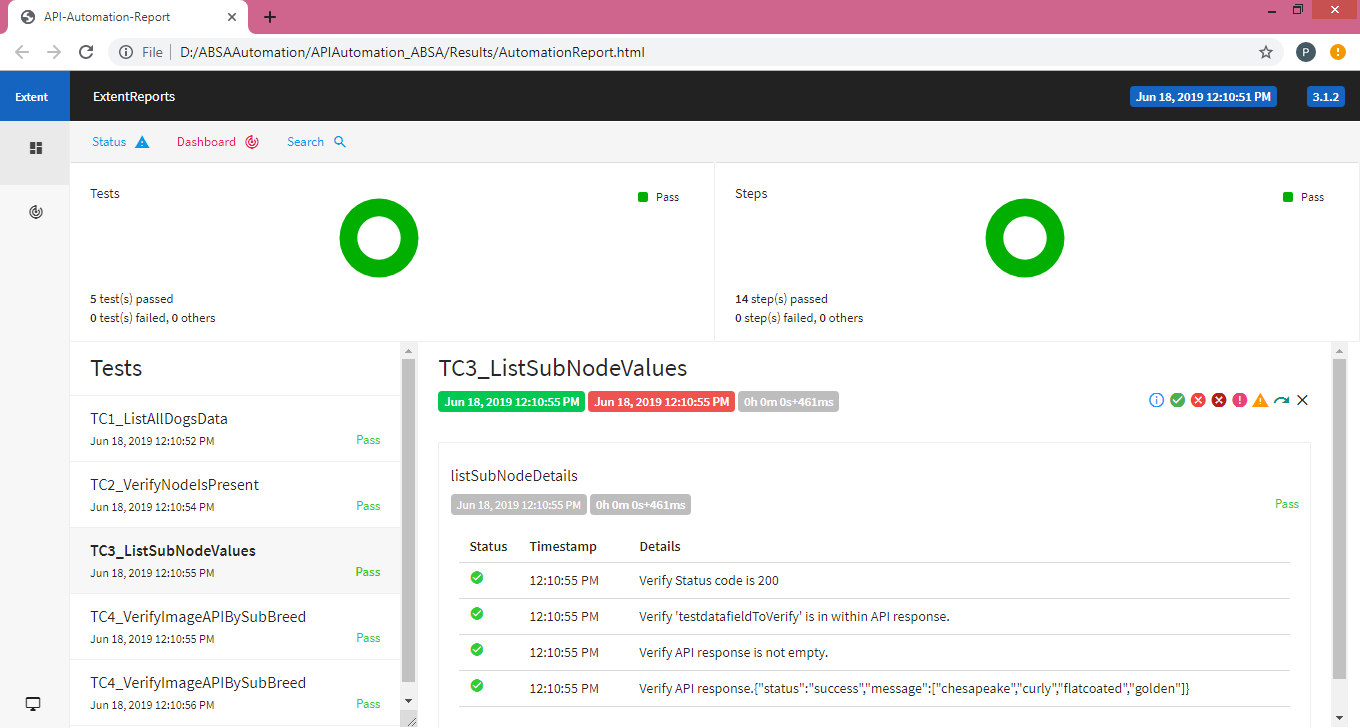 API-Automation-Report
File
D:/ABSAAutomation/APIAutomation_ABSA/Results/AutomationReport.html
P
Extent
ExtentReports
Jun 18, 2019 12:10:51 PM
3.1.2
Status
Dashboard
Search
Tests
Pass
5 test(s) passed
0 test(s) failed, 0 others
Steps
Pass
14 step(s) passed
0 step(s) failed, 0 others
Tests
TC1_ListAllDogsData
Jun 18, 2019 12:10:52 PM
Pass
TC2_VerifyNodeIsPresent
Jun 18, 2019 12:10:54 PM
Pass
TC3_ListSubNodeValues
Jun 18, 2019 12:10:55 PM
Pass
TC4_VerifyImageAPIBySubBreed
Jun 18, 2019 12:10:55 PM
Pass
TC4_VerifyImageAPIBySubBreed
Jun 18, 2019 12:10:56 PM
Pass
TC3_ListSubNodeValues
Jun 18, 2019 12:10:55 PM
Jun 18, 2019 12:10:55 PM
0h 0m 0s+461ms
listSubNodeDetails
Jun 18, 2019 12:10:55 PM
0h 0m 0s+461ms
Pass
Status Timestamp Details
12:10:55 PM Verify Status code is 200
12:10:55 PM Verify 'testdatafieldToVerify' is in within API response.
12:10:55 PM Verify API response is not empty.
12:10:55 PM Verify API response.{"status":"success","message":["chesapeake","curly","flatcoated","golden"]}